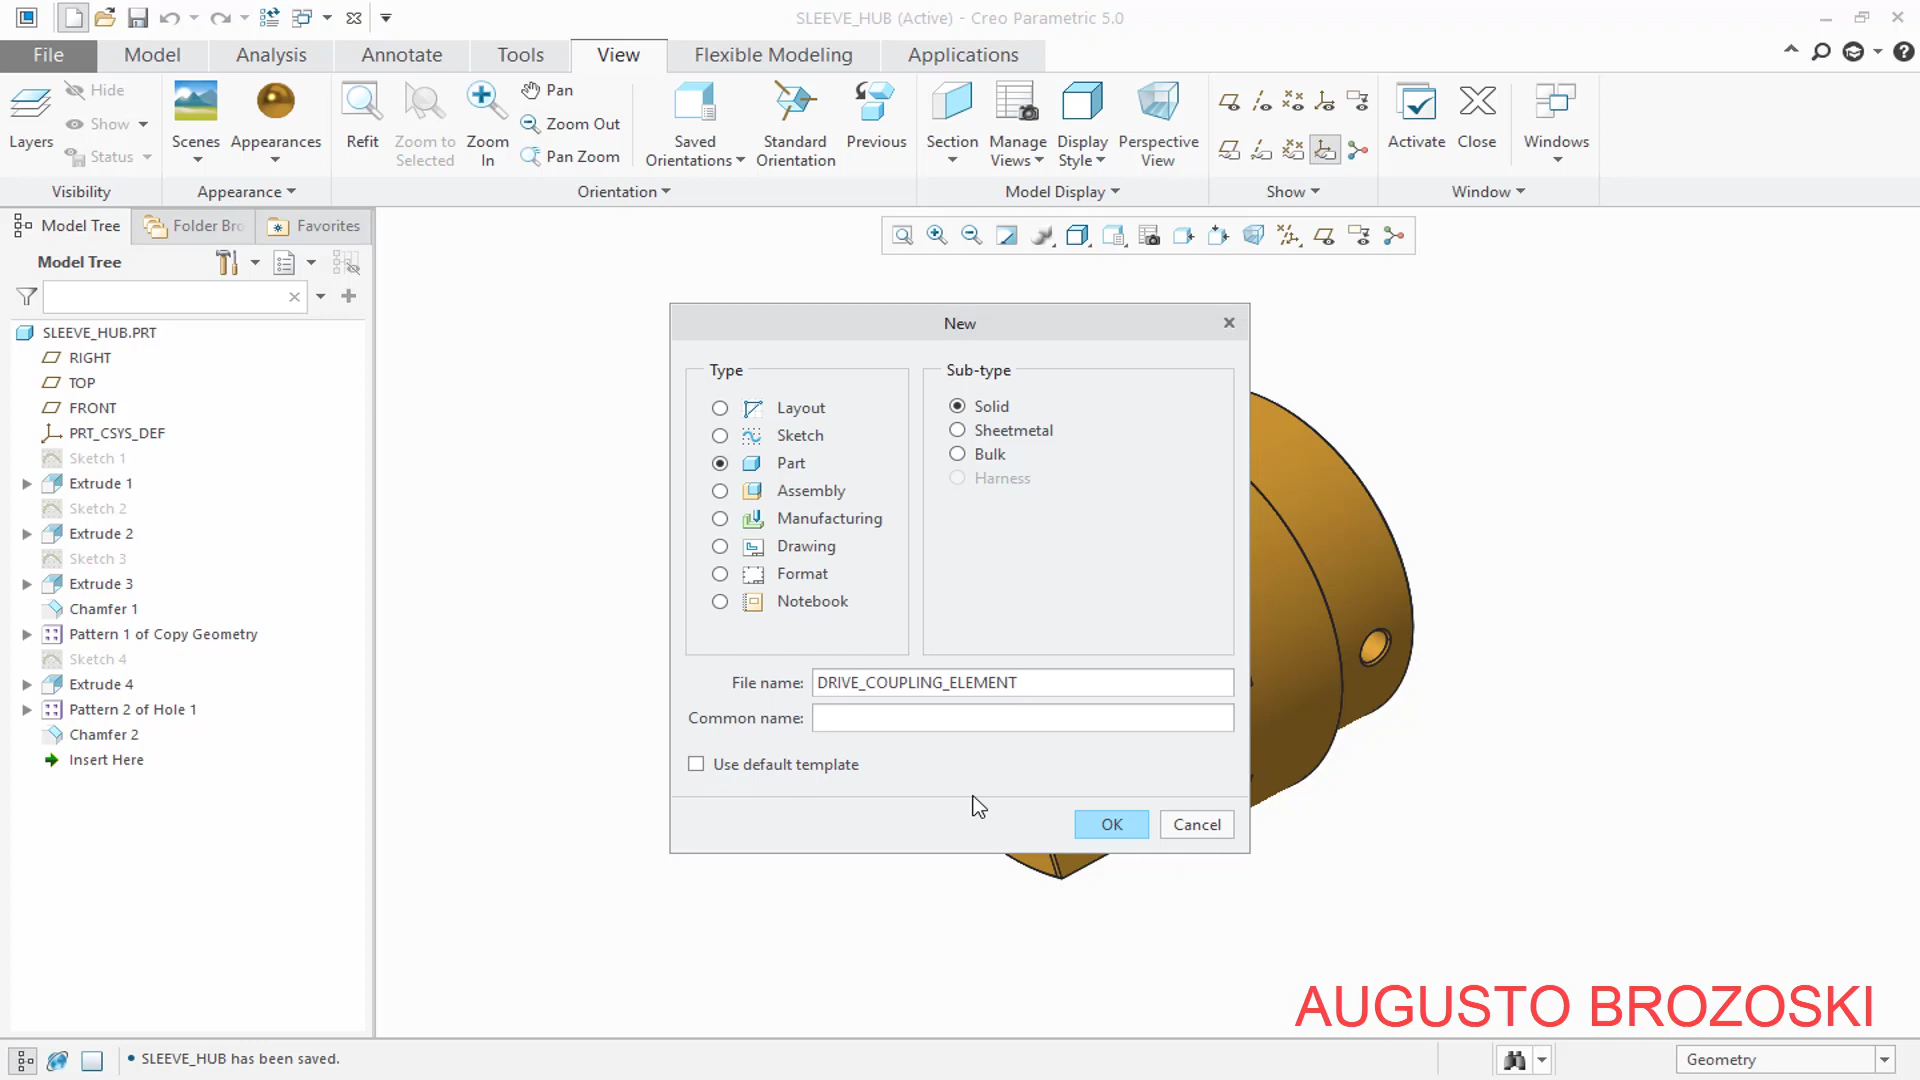 SLEEVE_HUB (Active) - Creo Parametric 5.0
File Model Analysis Annotate Tools View Flexible Modeling Applications
Layers
Hide
Show
Status
Visibility
Scenes
Appearances
Appearance
Refit
Zoom to
Selected
Zoom
In
Pan
Zoom Out
Pan Zoom
Saved
Orientations
Standard
Orientation
Previous
Orientation
Section
Manage
Views
Display
Style
Perspective
View
Model Display
Show
Activate
Close
Windows
Window
Model Tree Folder Bro Favorites
Model Tree
SLEEVE_HUB.PRT
RIGHT
TOP
FRONT
PRT_CSYS_DEF
Sketch 1
Extrude 1
Sketch 2
Extrude 2
Sketch 3
Extrude 3
Chamfer 1
Pattern 1 of Copy Geometry
Sketch 4
Extrude 4
Pattern 2 of Hole 1
Chamfer 2
Insert Here
New
Type
Layout
Sketch
Part
Assembly
Manufacturing
Drawing
Format
Notebook
Sub-type
Solid
Sheetmetal
Bulk
Harness
File name: DRIVE_COUPLING_ELEMENT
Common name:
Use default template
OK Cancel
AUGUSTO BROZOSKI
SLEEVE_HUB has been saved.
Geometry